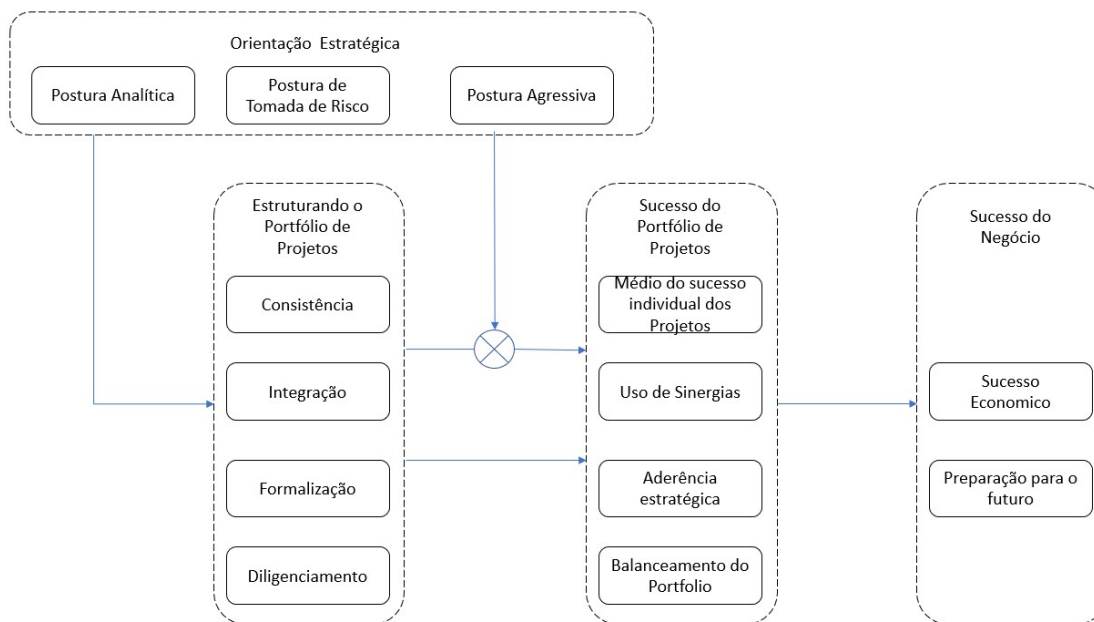 Orientação Estratégica
Postura Analítica
Postura de
Tomada de Risco
Postura Agressiva
Estruturando o
Portfólio de
Projetos
Consistência
Integração
Formalização
Diligenciamento
Sucesso do
Portfólio de
Projetos
Médio do sucesso
individual dos
Projetos
Uso de Sinergias
Aderência
estratégica
Balanceamento do
Portfolio
Sucesso do
Negócio
Sucesso
Economico
Preparação para o
futuro